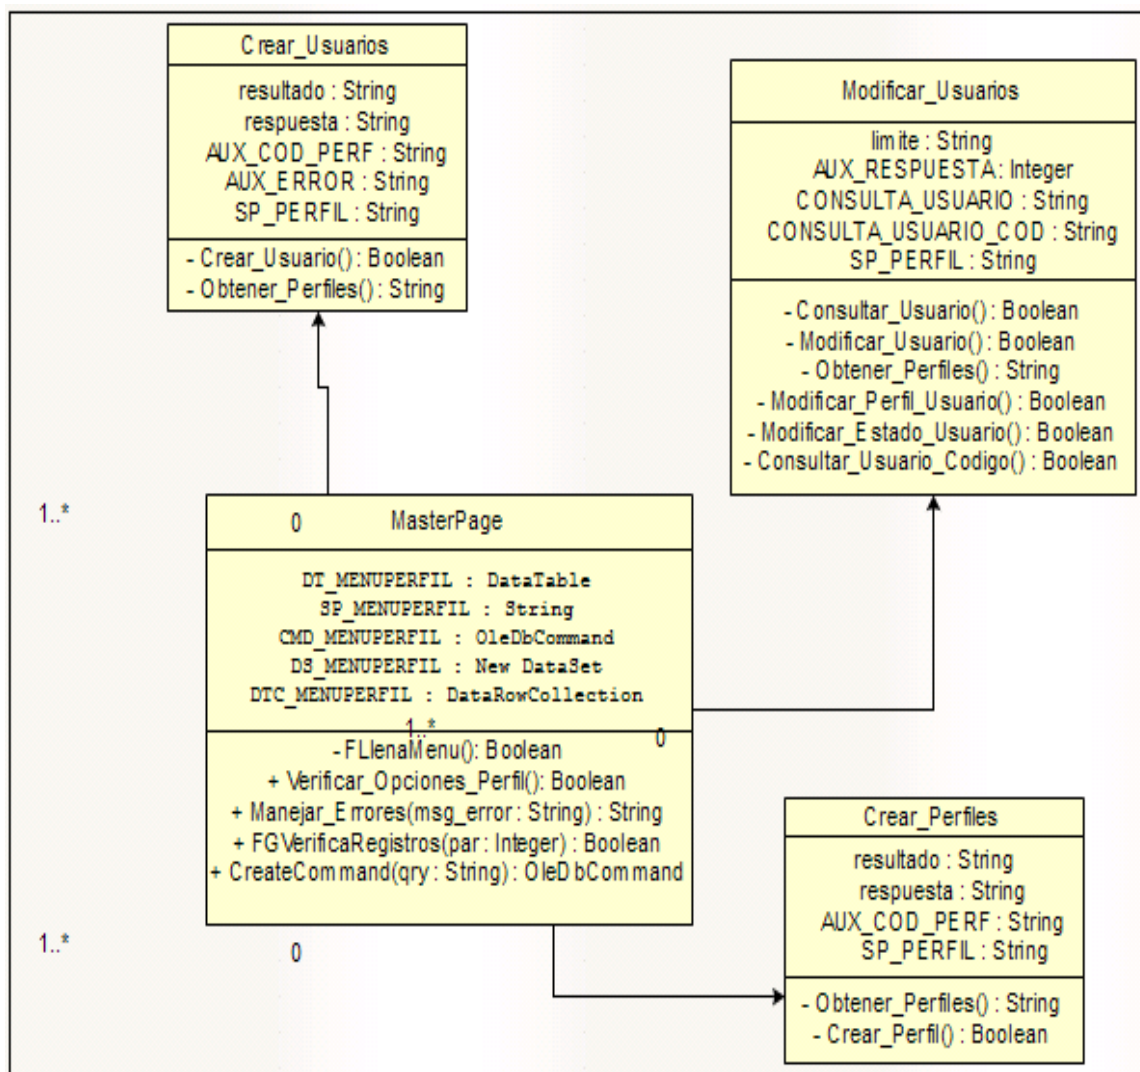 Crear_Usuarios
resultado : String
respuesta : String
AUX_COD_PERF : String
AUX_ERROR : String
SP_PERFIL : String
- Crear_Usuario() : Boolean
- Obtener_Perfiles() : String
Modificar_Usuarios
limite : String
AUX_RESPUESTA: Integer
CONSULTA_USUARIO : String
CONSULTA_USUARIO_COD : String
SP_PERFIL : String
- Consultar_Usuario() : Boolean
- Modificar_Usuario() : Boolean
- Obtener_Perfiles() : String
- Modificar_Perfil_Usuario() : Boolean
- Modificar_Estado_Usuario() : Boolean
- Consultar_Usuario_Codigo() : Boolean
1..*
0
MasterPage
DT_MENUPERFIL : DataTable
SP_MENUPERFIL : String
CMD_MENUPERFIL : OleDbCommand
DS_MENUPERFIL : New DataSet
DTC_MENUPERFIL : DataRowCollection
1..*
0
- FLlenaMenu(): Boolean
+ Verificar_Opciones_Perfil(): Boolean
+ Manejar_Errores(msg_error : String) : String
+ FGVerificaRegistros(par : Integer) : Boolean
+ CreateCommand(qry : String) : OleDbCommand
1..*
0
Crear_Perfiles
resultado : String
respuesta : String
AUX_COD_PERF : String
SP_PERFIL : String
- Obtener_Perfiles() : String
- Crear_Perfil() : Boolean